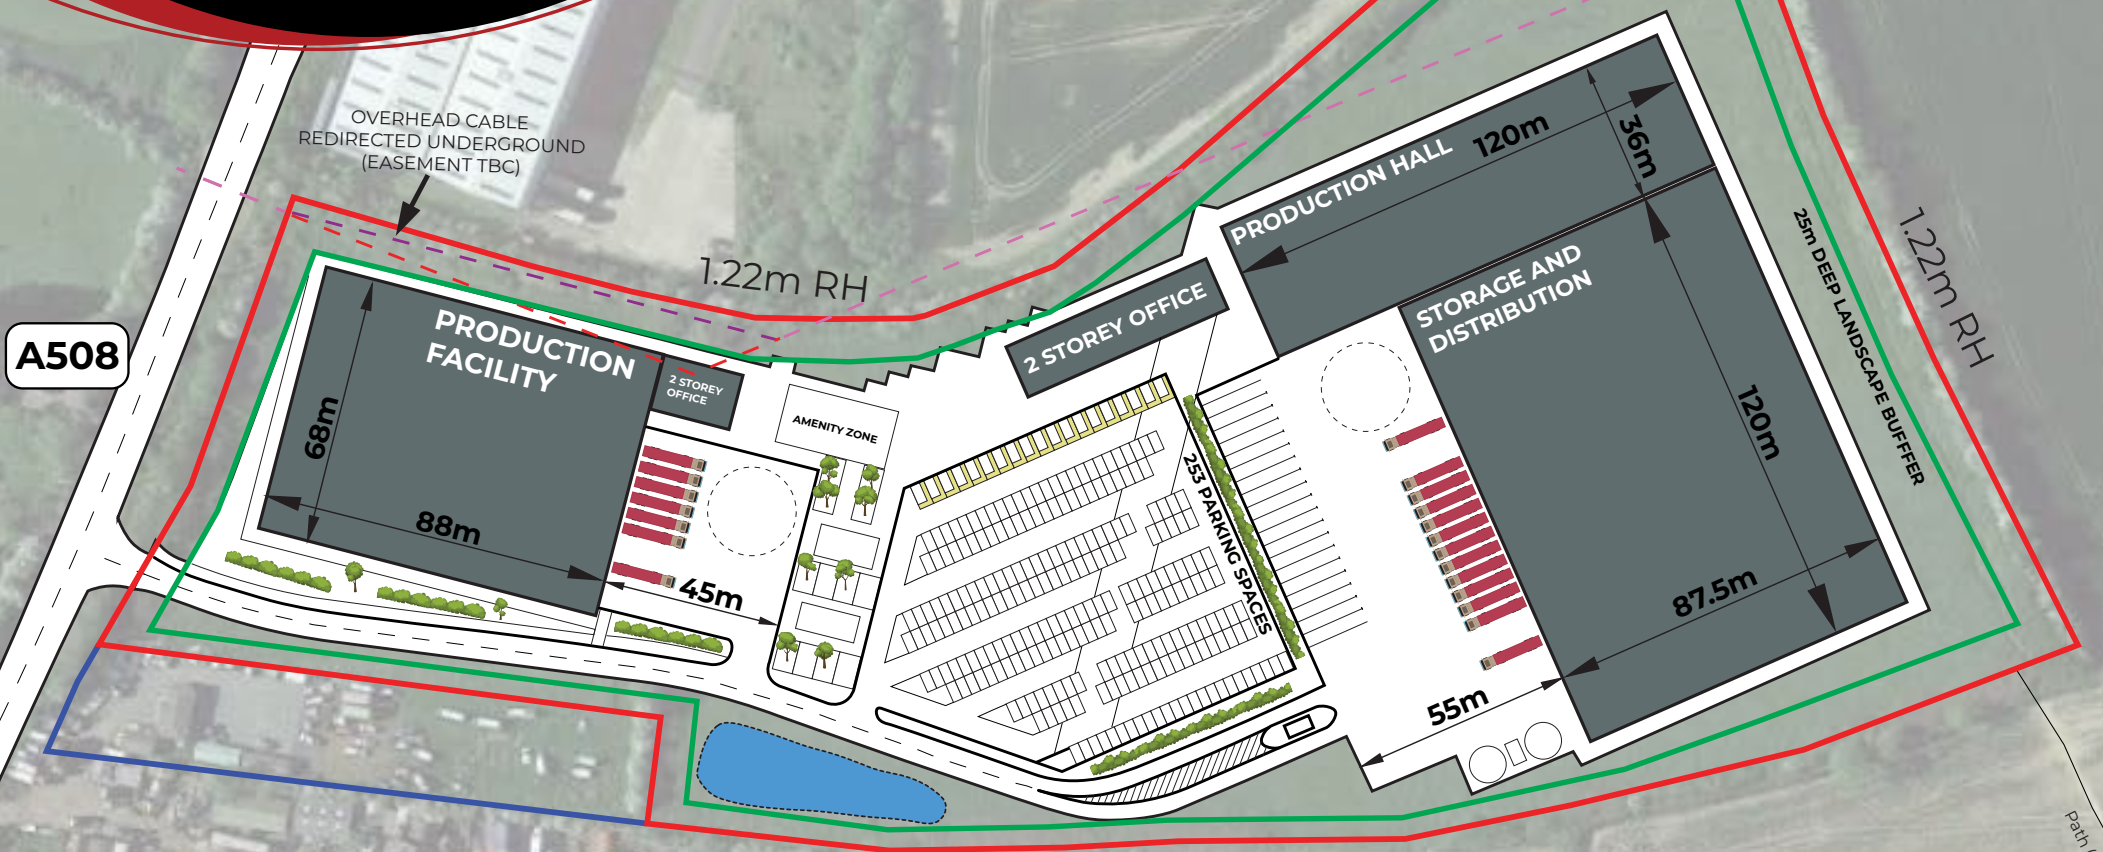 OVERHEAD CABLE
REDIRECTED UNDERGROUND
(EASEMENT TBC)
A508
1.22m RH
PRODUCTION
FACILITY
68m
88m
2 STOREY
OFFICE
45m
AMENITY ZONE
2 STOREY OFFICE
253 PARKING SPACES
PRODUCTION HALL
120m
36m
STORAGE AND
DISTRIBUTION
120m
87.5m
55m
25m DEEP LANDSCAPE BUFFER
1.22m RH
Path